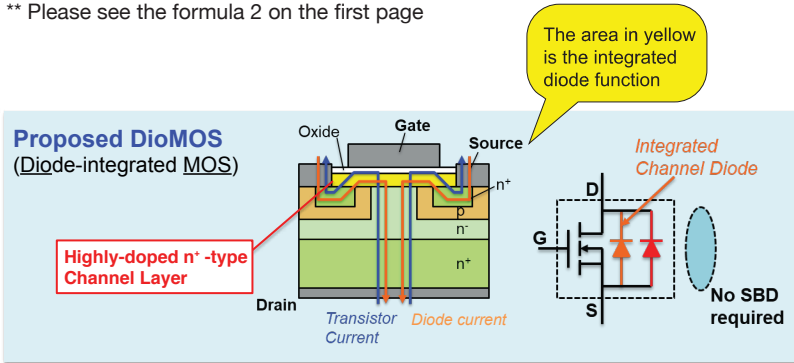 ** Please see the formula 2 on the first page
The area in yellow
is the integrated
diode function
Proposed DioMOS
(Diode-integrated MOS)
Oxide
Gate
Source
n+
p
n-
n+
Highly-doped n+ -type
Channel Layer
Drain
Transistor
Current
Diode current
Integrated
Channel Diode
D
G
S
No SBD
required